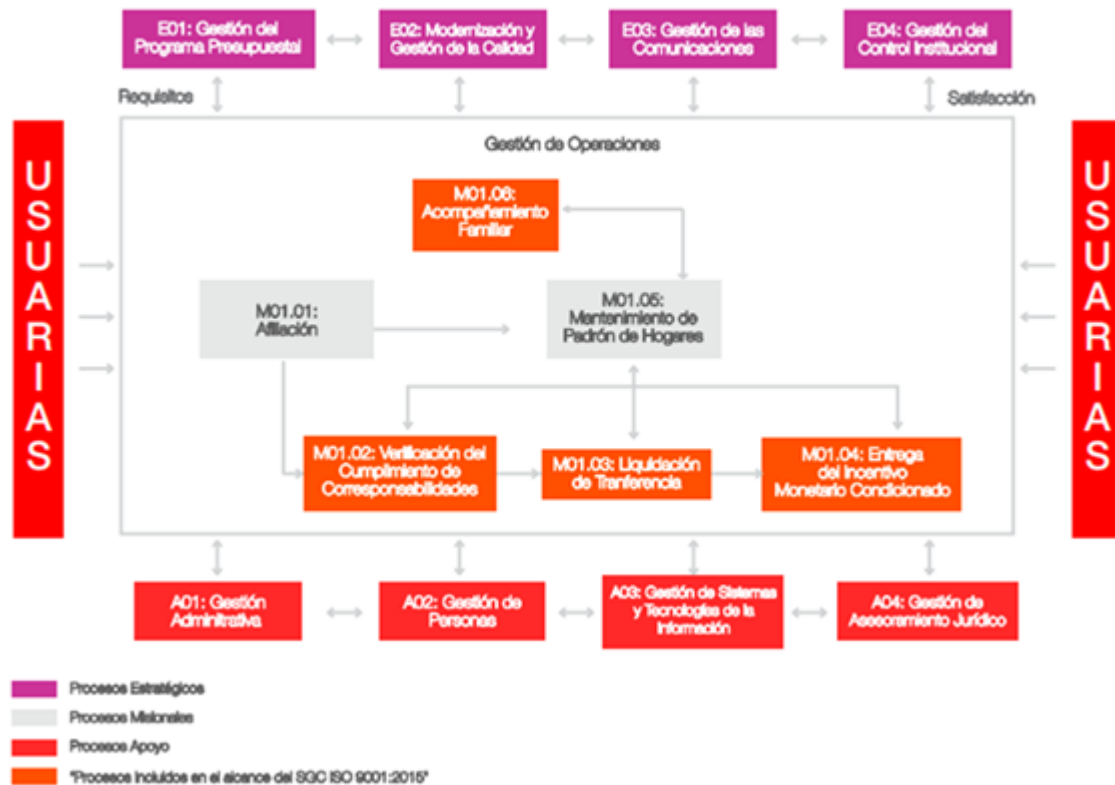 E01: Gestión del
Programa Presupuestal
E02: Modernización y
Gestión de la Calidad
E03: Gestión de las
Comunicaciones
E04: Gestión del
Control Institucional
Requisitos
Satisfacción
USUARIAS
Gestión de Operaciones
M01.06:
Acompañamiento
Familiar
M01.01:
Afiliación
M01.05:
Mantenimiento de
Padrón de Hogares
M01.02: Verificación del
Cumplimiento de
Corresponsabilidades
M01.03: Liquidación
de Tranferencia
M01.04: Entrega
del Incentivo
Monetario Condicionado
USUARIAS
A01: Gestión
Adminitrativa
A02: Gestión de
Personas
A03: Gestión de Sistemas
y Tecnologías de la
Información
A04: Gestión de
Asesoramiento Jurídico
Procesos Estratégicos
Procesos Misionales
Procesos Apoyo
"Procesos incluidos en el alcance del SGC ISO 9001:2015"